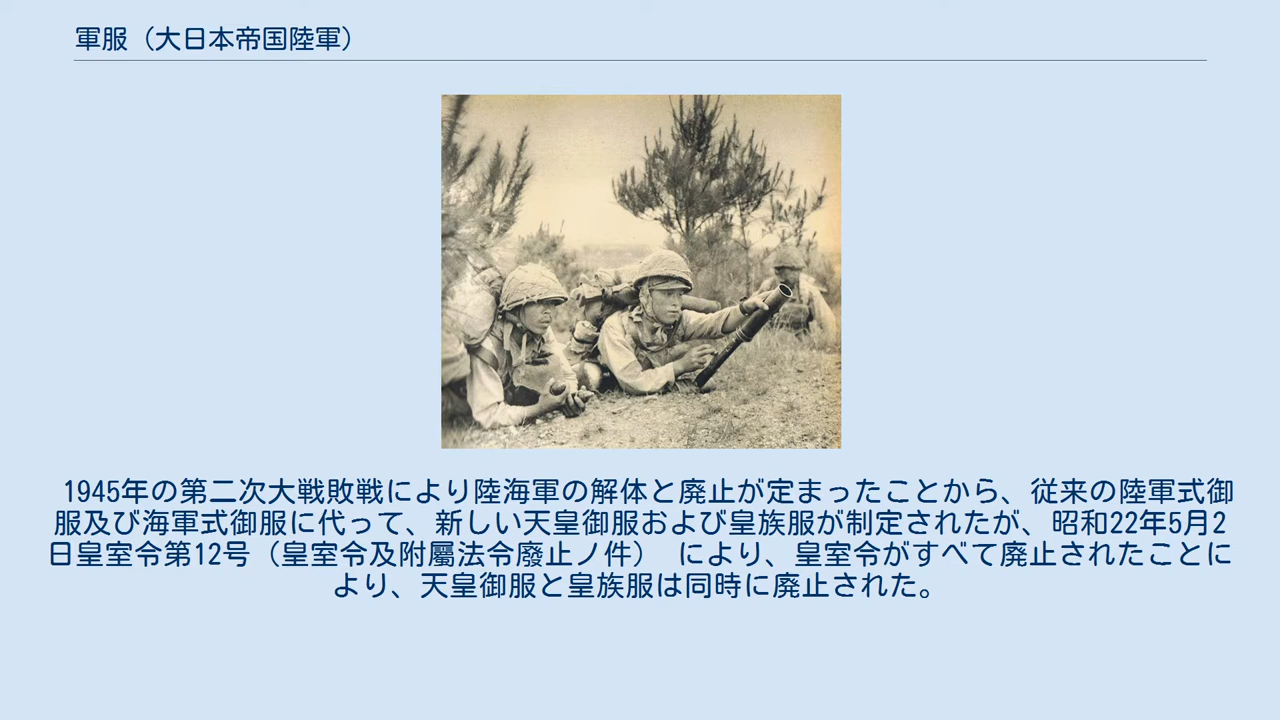 軍服（大日本帝国陸軍）
1945年の第二次大戦敗戦により陸海軍の解体と廃止が定まったことから、従来の陸軍式御
服及び海軍式御服に代って、新しい天皇御服および皇族服が制定されたが、昭和22年5月2
日皇室令第12号（皇室令及附屬法令廢止ノ件）　により、皇室令がすべて廃止されたことに
より、天皇御服と皇族服は同時に廃止された。